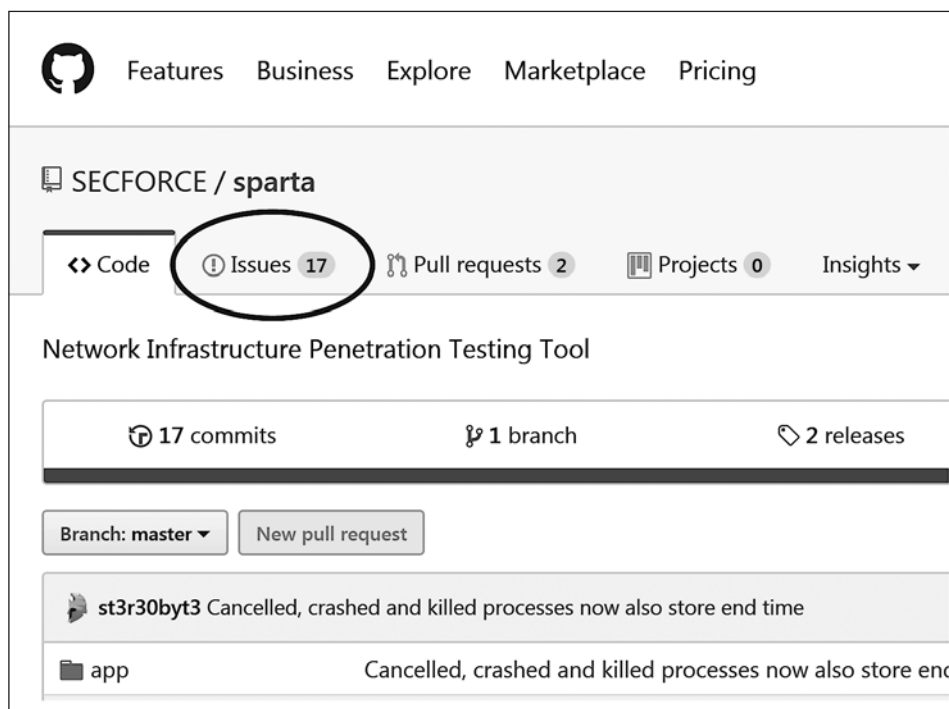 Features Business Explore Marketplace Pricing
SECFORCE / sparta
<> Code Issues 17 Pull requests 2 Projects 0 Insights
Network Infrastructure Penetration Testing Tool
17 commits 1 branch 2 releases
Branch: master New pull request
st3r30byt3 Cancelled, crashed and killed processes now also store end time
app Cancelled, crashed and killed processes now also store end